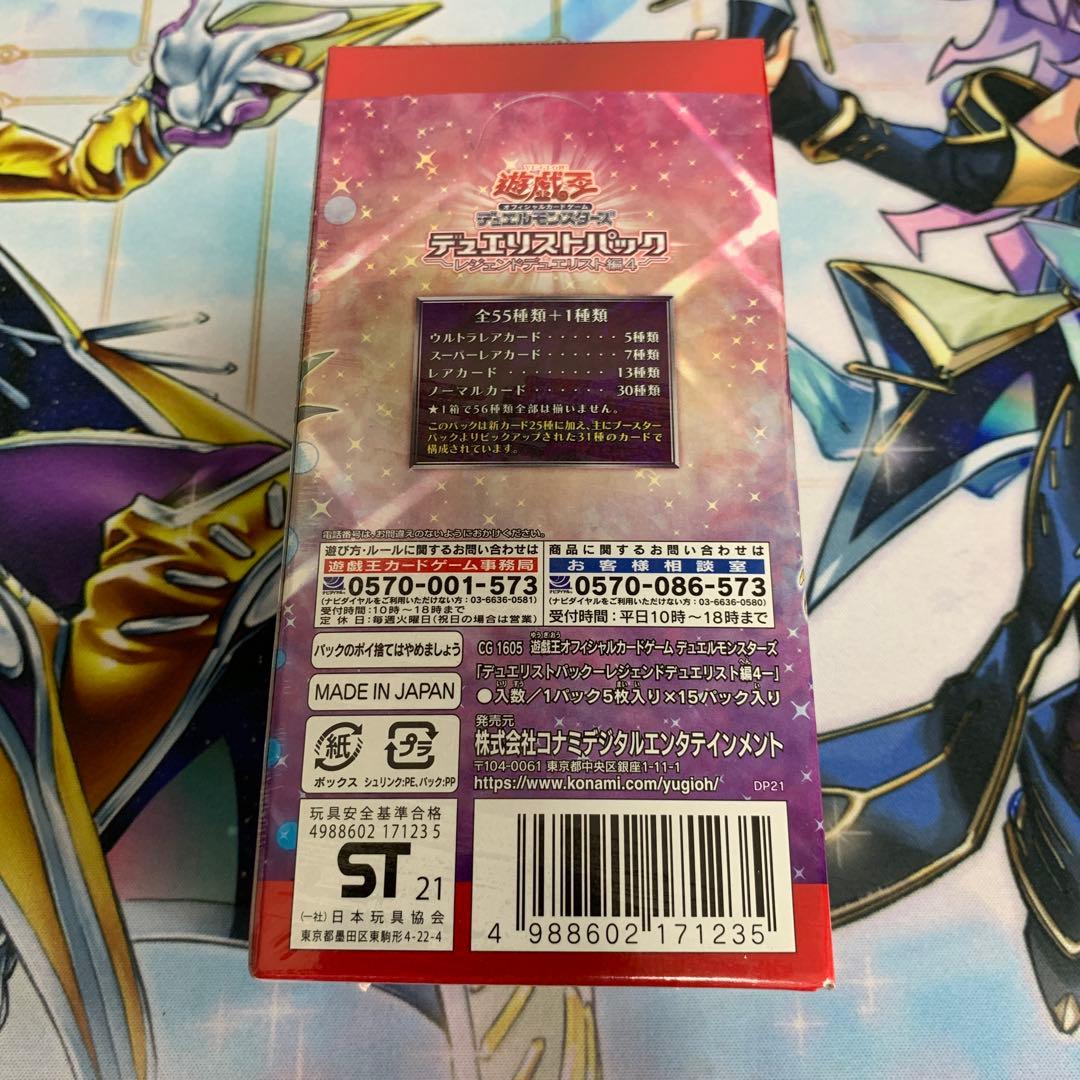 YU-GI-OH
遊戯王
オフィシャルカードゲーム
デュエルモンスターズ
デュエリストパック
ーレジェンドデュエリスト編4ー
全55種類＋1種類
ウルトラレアカード・・・・・・5種類
スーパーレアカード・・・・・・7種類
レアカード・・・・・・・・13種類
ノーマルカード・・・・・・30種類
★1箱で56種類全部は揃いません。
このパックは新カード25種に加え、主にブースター
パックよりピックアップされた31種のカードで
構成されています。
電話番号は、お間違えのないようにおかけください。
遊び方・ルールに関するお問い合わせは
遊戯王カードゲーム事務局
ナビダイヤル 0570-001-573
(ナビダイヤルをご利用いただけない方：03-6636-0581)
受付時間：10時～18時まで
定 休 日：毎週火曜日(祝日の場合は営業)
商品に関するお問い合わせは
お客様相談室
ナビダイヤル 0570-086-573
(ナビダイヤルをご利用いただけない方：03-6636-0580)
受付時間：平日10時～18時まで
パックのポイ捨てはやめましょう
MADE IN JAPAN
紙
ボックス
プラ
シュリンク:PE, パック:PP
CG 1605 遊戯王オフィシャルカードゲーム デュエルモンスターズ
「デュエリストパックーレジェンドデュエリスト編4ー」
●入数/1パック5枚入り×15パック入り
発売元
株式会社コナミデジタルエンタテインメント
〒104-0061 東京都中央区銀座1-11-1
https://www.konami.com/yugioh/ DP21
玩具安全基準合格
4988602 171235
ST 21
(一社)日本玩具協会
東京都墨田区東駒形4-22-4
4 988602 171235